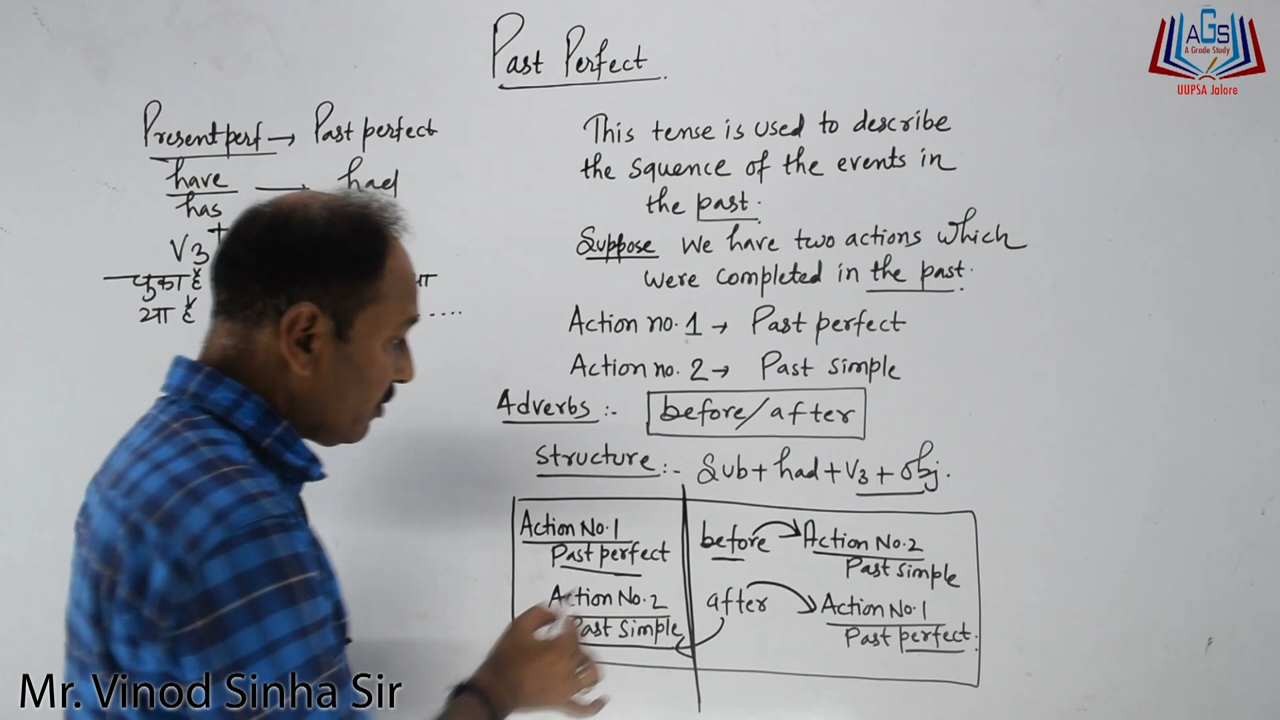 Past Perfect
AGS
A Grade Study
UUPSA Jalore
Present perf → Past perfect
have → had
has
+
V3
चुका है
या है
....
This tense is used to describe
the squence of the events in
the past.
Suppose We have two actions which
were completed in the past.
Action no. 1 → Past perfect
Action no. 2 → Past simple
Adverbs :- before/after
Structure :- Sub + had + V3 + obj.
Action No. 1 before Action No. 2
Past perfect Past simple
Action No. 2 after Action No. 1
Past Simple Past perfect.
Mr. Vinod Sinha Sir